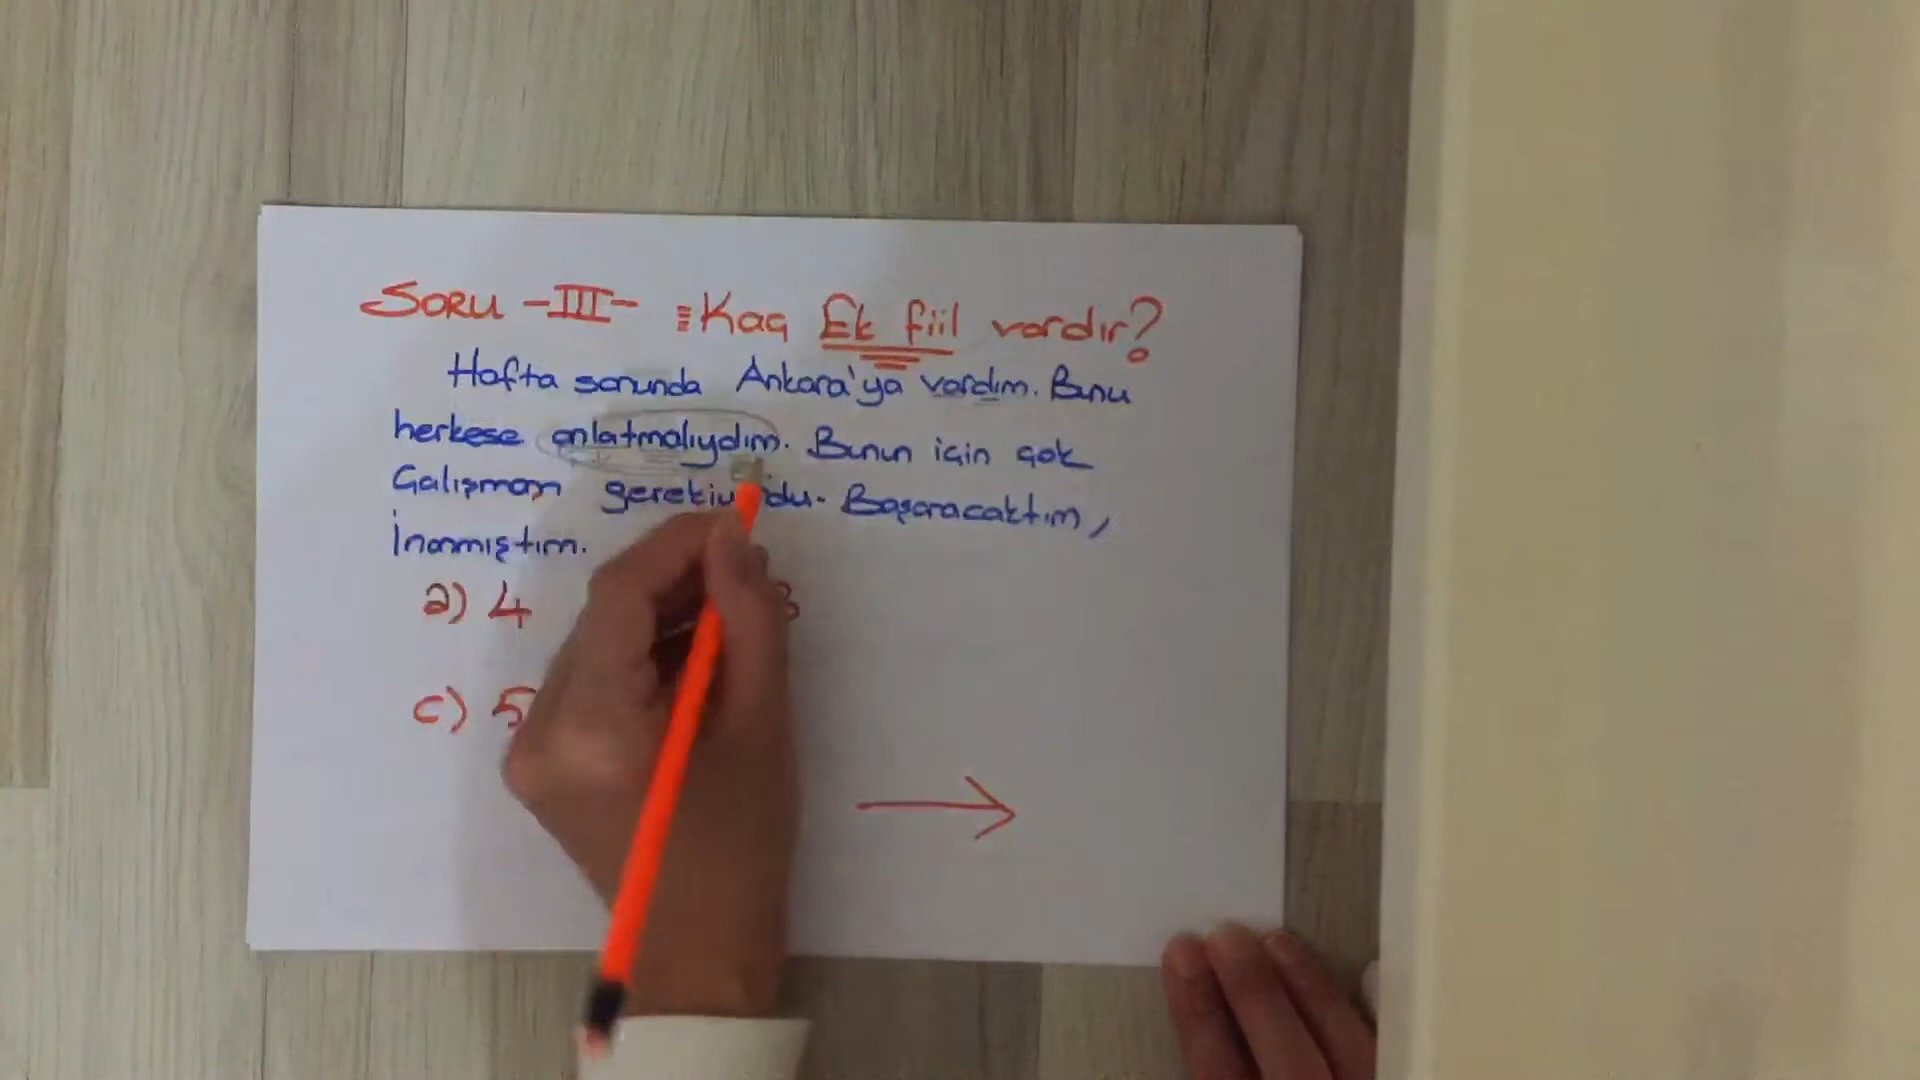 SORU -III- : Kaç Ek fiil vardır?
Hafta sonunda Ankara'ya vardım. Bunu
herkese anlatmalıydım. Bunun için çok
Çalışmam Başaracaktım,
İnanmıştım.
a) 4
c) 5